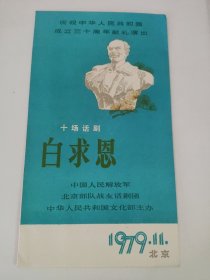 庆祝中华人民共和国
成立三十周年献礼演出
十场话剧
白求恩
中国人民解放军
北京部队战友话剧团
中华人民共和国文化部主办
1979.11.
北京